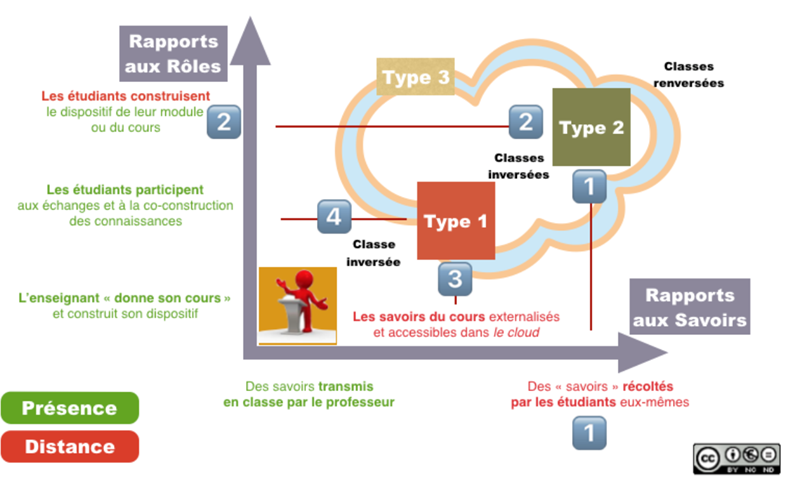 Rapports
aux Rôles
Les étudiants construisent
le dispositif de leur module
ou du cours
2
Type 3
Classes
renversées
2
Type 2
Classes
inversées
1
Les étudiants participent
aux échanges et à la co-construction
des connaissances
4
Type 1
Classe
inversée
3
L'enseignant « donne son cours »
et construit son dispositif
Les savoirs du cours externalisés
et accessibles dans le cloud
Rapports
aux Savoirs
Des savoirs transmis
en classe par le professeur
Des « savoirs » récoltés
par les étudiants eux-mêmes
1
Présence
Distance
cc
BY NC ND